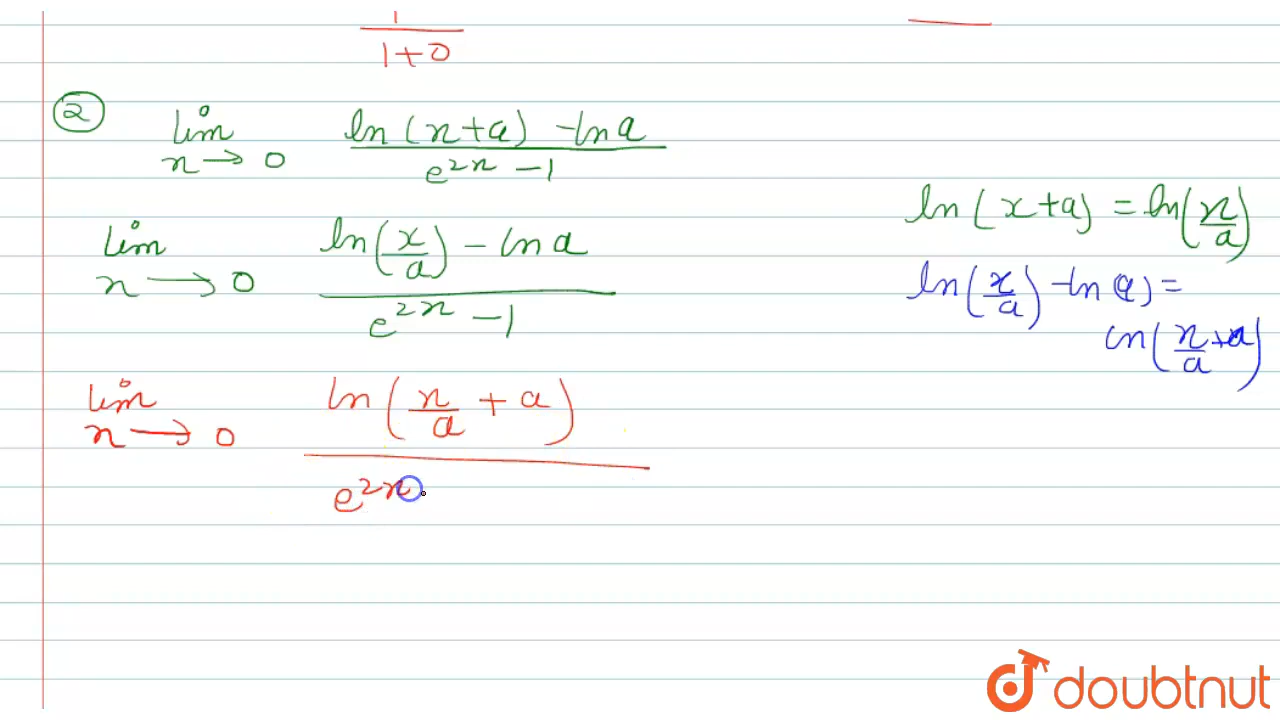 1
1+0
2 lim ln(x+a) -ln a
x→0 e^2x -1
ln(x+a) = ln(x/a)
lim ln(x/a) - ln a
x→0 e^2x -1
ln(x/a) -ln(a) =
ln(x/a+a)
lim ln(x/a + a)
x→0
e^2x
doubtnut